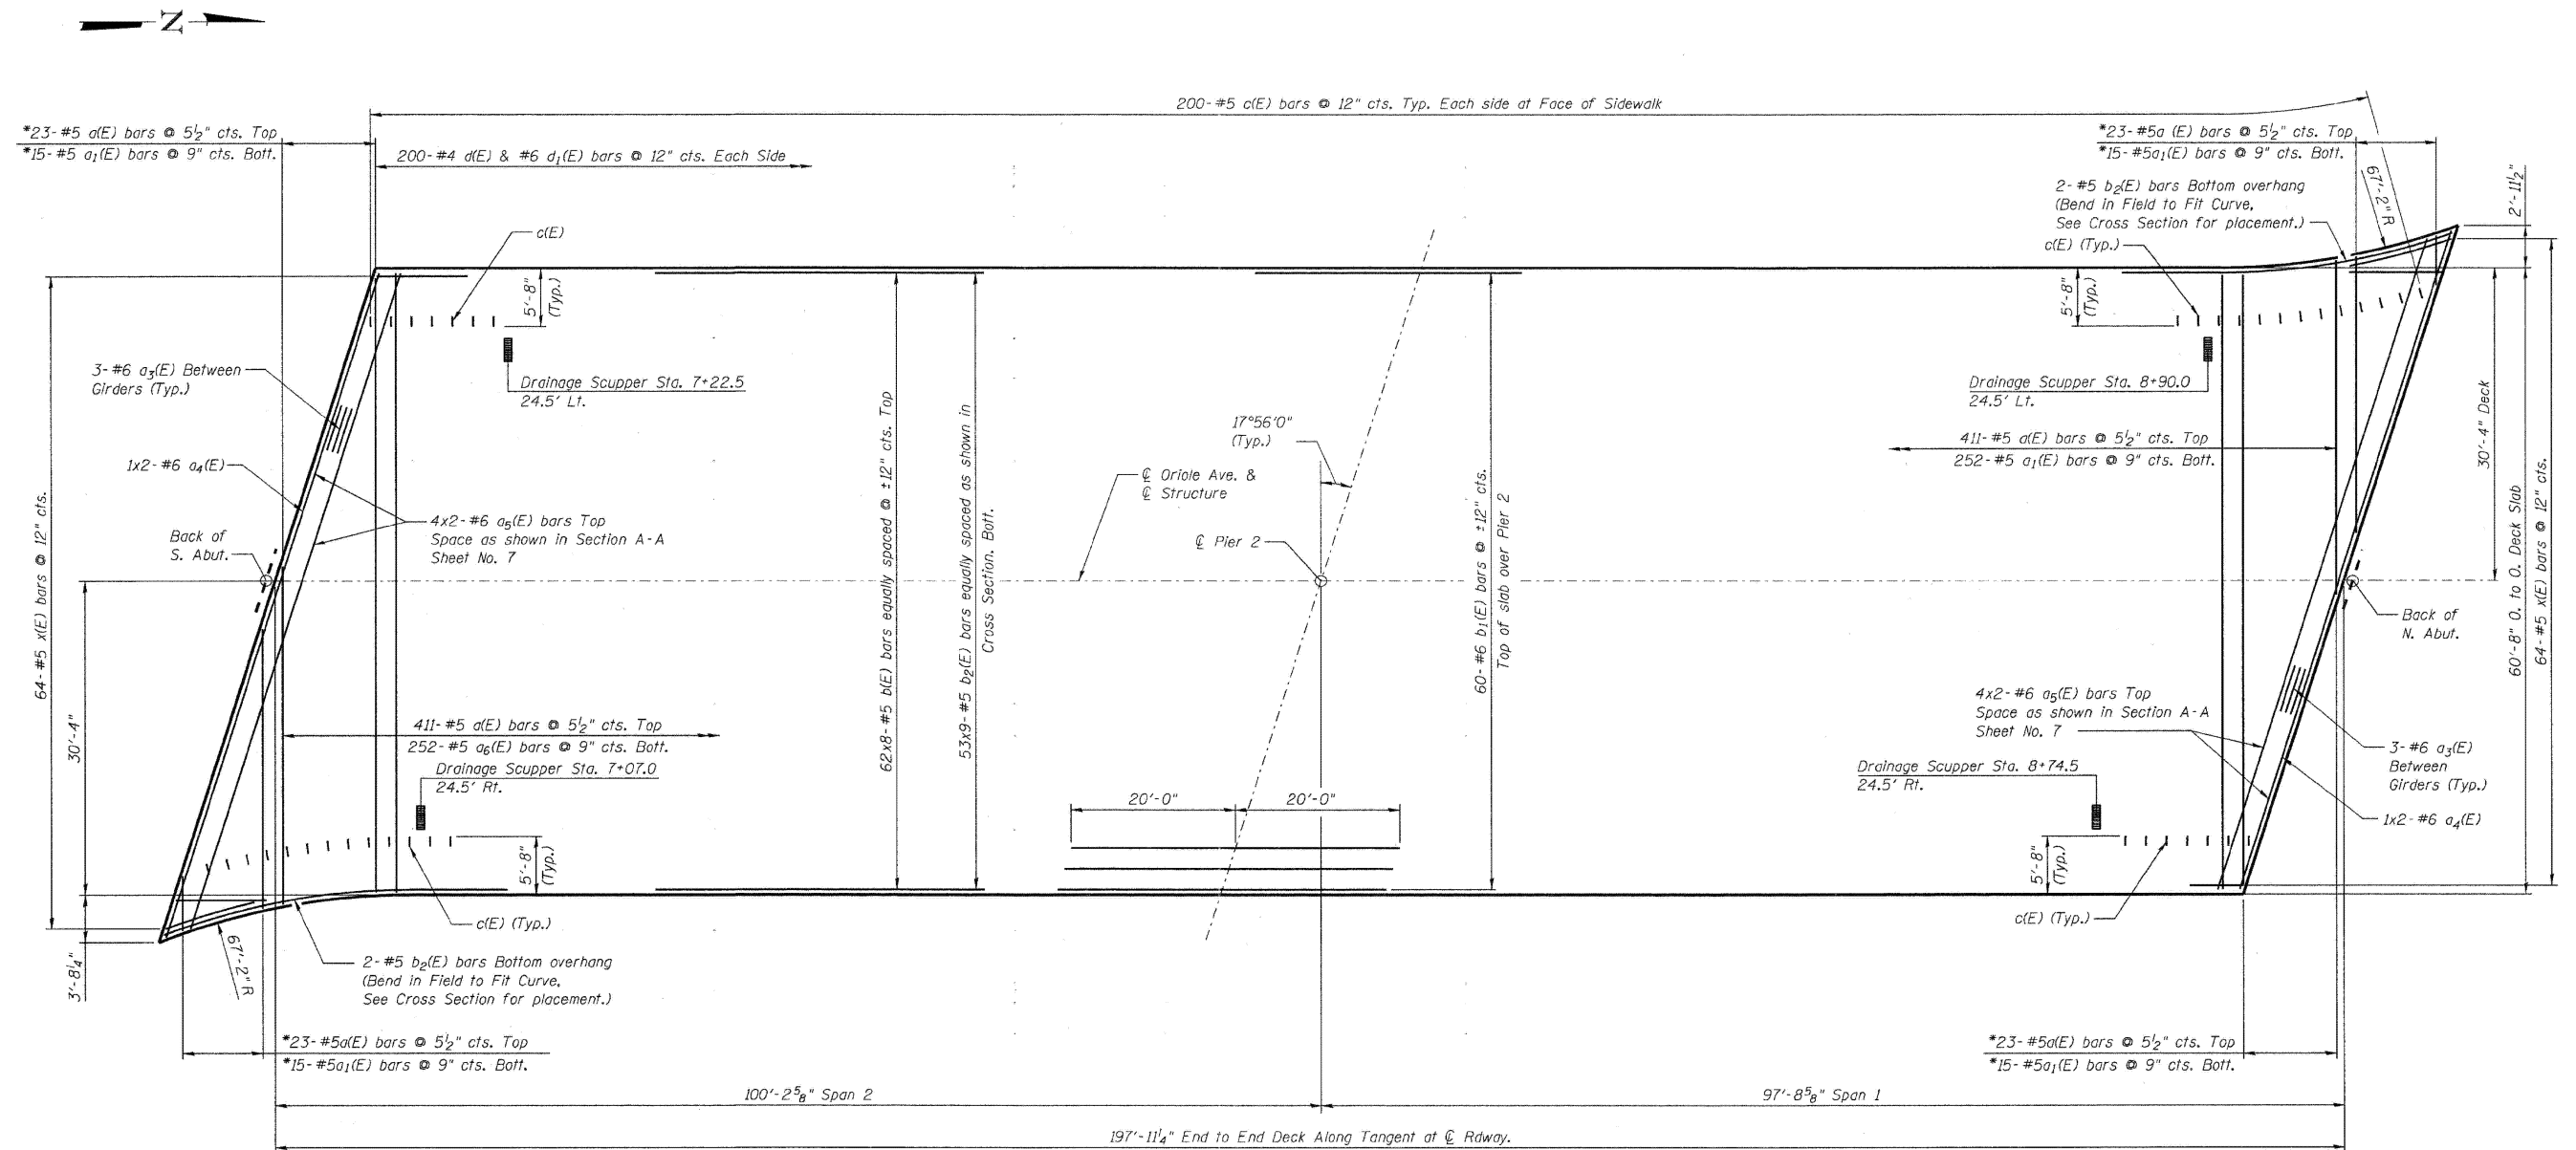 Z
200-#5 c(E) bars @ 12" cts. Typ. Each side at Face of Sidewalk
*23-#5 a(E) bars @ 5½" cts. Top
*15-#5 a₁(E) bars @ 9" cts. Bott.
200-#4 d(E) & #6 d₁(E) bars @ 12" cts. Each Side
*23-#5a (E) bars @ 5½" cts. Top
*15-#5a₁(E) bars @ 9" cts. Bott.
2-#5 b₂(E) bars Bottom overhang
(Bend in Field to Fit Curve,
See Cross Section for placement.)
c(E) (Typ.)
67'-2" R
2'-11½"
c(E)
5'-8"
(Typ.)
5'-8"
(Typ.)
3-#6 a₃(E) Between
Girders (Typ.)
Drainage Scupper Sta. 7+22.5
24.5' Lt.
Drainage Scupper Sta. 8+90.0
24.5' Lt.
1x2-#6 a₄(E)
17°56'0"
(Typ.)
411-#5 a(E) bars @ 5½" cts. Top
252-#5 a₁(E) bars @ 9" cts. Bott.
30'-4" Deck
℄ Oriole Ave. &
℄ Structure
4x2-#6 a₅(E) bars Top
Space as shown in Section A-A
Sheet No. 7
Back of
S. Abut.
℄ Pier 2
64-#5 x(E) bars @ 12" cts.
62x8-#5 b(E) bars equally spaced @ ±12" cts. Top
53x9-#5 b₂(E) bars equally spaced as shown in
Cross Section. Bott.
60-#6 b₁(E) bars @ ±12" cts.
Top of slab over Pier 2
60'-8" O. to O. Deck Slab
64-#5 x(E) bars @ 12" cts.
Back of
N. Abut.
30'-4"
411-#5 a(E) bars @ 5½" cts. Top
252-#5 a₆(E) bars @ 9" cts. Bott.
Drainage Scupper Sta. 7+07.0
24.5' Rt.
4x2-#6 a₅(E) bars Top
Space as shown in Section A-A
Sheet No. 7
3-#6 a₃(E)
Between
Girders (Typ.)
Drainage Scupper Sta. 8+74.5
24.5' Rt.
1x2-#6 a₄(E)
20'-0"
20'-0"
5'-8"
(Typ.)
5'-8"
(Typ.)
c(E) (Typ.)
c(E) (Typ.)
3'-8¼"
67'-2" R
2-#5 b₂(E) bars Bottom overhang
(Bend in Field to Fit Curve,
See Cross Section for placement.)
*23-#5a(E) bars @ 5½" cts. Top
*15-#5a₁(E) bars @ 9" cts. Bott.
*23-#5a(E) bars @ 5½" cts. Top
*15-#5a₁(E) bars @ 9" cts. Bott.
100'-2⅝" Span 2
97'-8⅝" Span 1
197'-11¼" End to End Deck Along Tangent at ℄ Rdway.